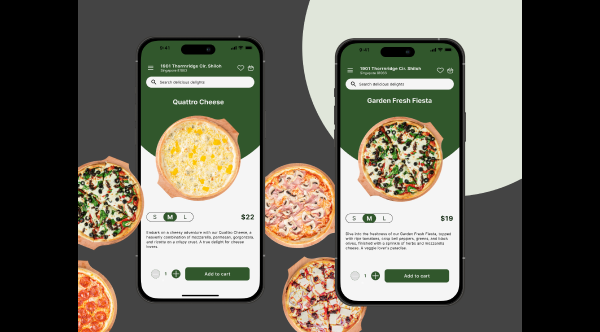 9:41
1901 Thornridge Cir. Shiloh
Search delicious delights
Quattro Cheese
S M L
$22
Embark on a cheesy adventure with our Quattro Cheese, a
heavenly combination of mozzarella, parmesan, gorgonzola,
and ricotta on a crispy crust. A true delight for cheese
lovers.
1
Add to cart
9:41
1901 Thornridge Cir. Shiloh
Search delicious delights
Garden Fresh Fiesta
S M L
$19
Dive into the freshness of our Garden Fresh Fiesta, topped
with ripe tomatoes, crisp bell peppers, greens, and black
olives, finished with a sprinkle of herbs and mozzarella
cheese. A veggie lover's paradise.
1
Add to cart